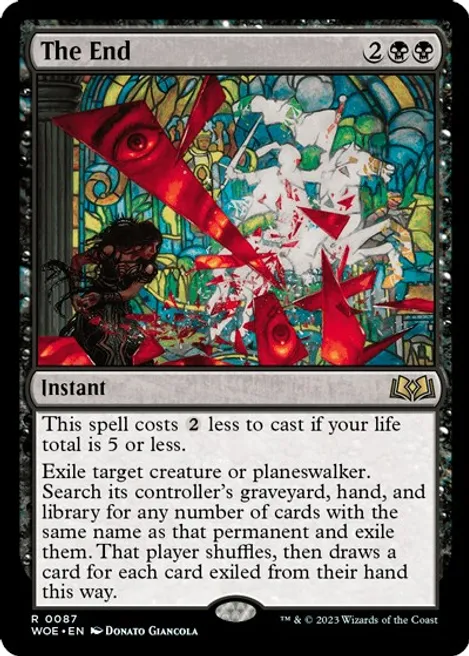 The End 2
Instant
This spell costs 2 less to cast if your life
total is 5 or less.
Exile target creature or planeswalker.
Search its controller's graveyard, hand, and
library for any number of cards with the
same name as that permanent and exile
them. That player shuffles, then draws a
card for each card exiled from their hand
this way.
R 0087 ™ & © 2023 Wizards of the Coast
WOE • EN Donato Giancola